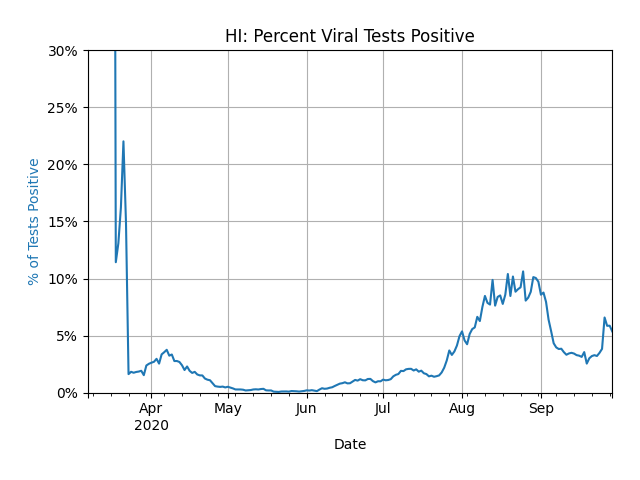 HI: Percent Viral Tests Positive
30%
25%
20%
15%
10%
5%
0%
% of Tests Positive
Apr
2020
May
Jun
Jul
Aug
Sep
Date